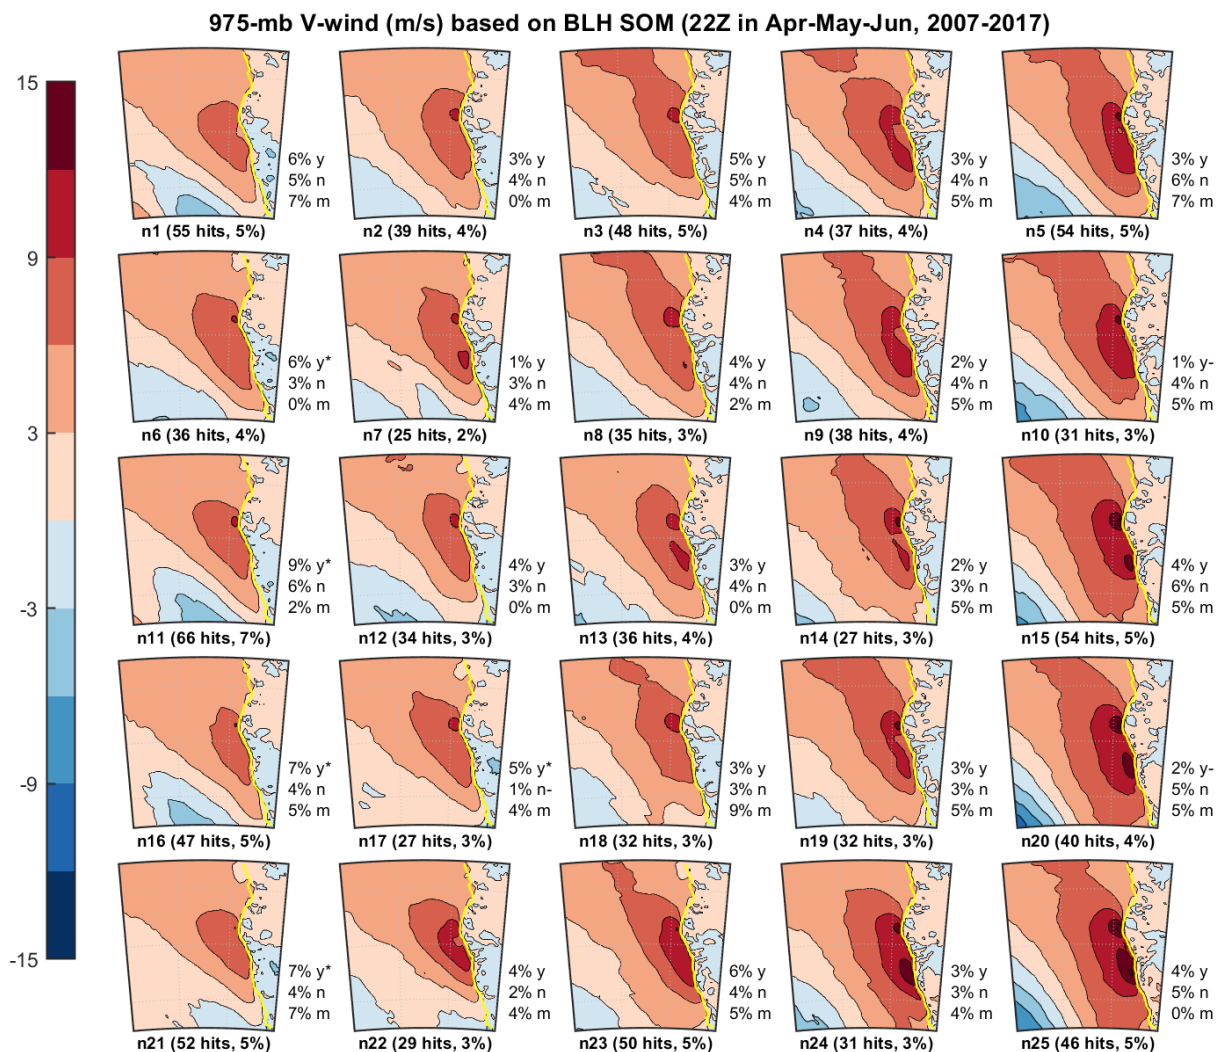 975-mb V-wind (m/s) based on BLH SOM (22Z in Apr-May-Jun, 2007-2017)
15
9
3
-3
-9
-15
6% y
5% n
7% m
n1 (55 hits, 5%)
3% y
4% n
0% m
n2 (39 hits, 4%)
5% y
5% n
4% m
n3 (48 hits, 5%)
3% y
4% n
5% m
n4 (37 hits, 4%)
3% y
6% n
7% m
n5 (54 hits, 5%)
6% y*
3% n
0% m
n6 (36 hits, 4%)
1% y
3% n
4% m
n7 (25 hits, 2%)
4% y
4% n
2% m
n8 (35 hits, 3%)
2% y
4% n
5% m
n9 (38 hits, 4%)
1% y-
4% n
5% m
n10 (31 hits, 3%)
9% y*
6% n
2% m
n11 (66 hits, 7%)
4% y
3% n
0% m
n12 (34 hits, 3%)
3% y
4% n
0% m
n13 (36 hits, 4%)
2% y
3% n
5% m
n14 (27 hits, 3%)
4% y
6% n
5% m
n15 (54 hits, 5%)
7% y*
4% n
5% m
n16 (47 hits, 5%)
5% y*
1% n-
4% m
n17 (27 hits, 3%)
3% y
3% n
9% m
n18 (32 hits, 3%)
3% y
3% n
5% m
n19 (32 hits, 3%)
2% y-
5% n
5% m
n20 (40 hits, 4%)
7% y*
4% n
7% m
n21 (52 hits, 5%)
4% y
2% n
4% m
n22 (29 hits, 3%)
6% y
4% n
5% m
n23 (50 hits, 5%)
3% y
3% n
4% m
n24 (31 hits, 3%)
4% y
5% n
0% m
n25 (46 hits, 5%)